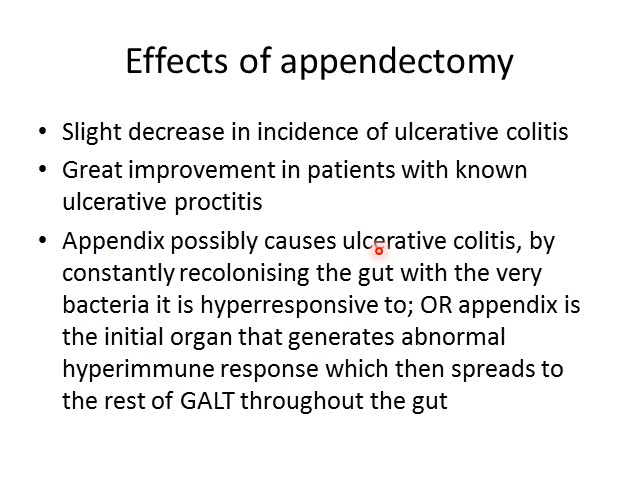 Effects of appendectomy
• Slight decrease in incidence of ulcerative colitis
• Great improvement in patients with known
ulcerative proctitis
• Appendix possibly causes ulcerative colitis, by
constantly recolonising the gut with the very
bacteria it is hyperresponsive to; OR appendix is
the initial organ that generates abnormal
hyperimmune response which then spreads to
the rest of GALT throughout the gut